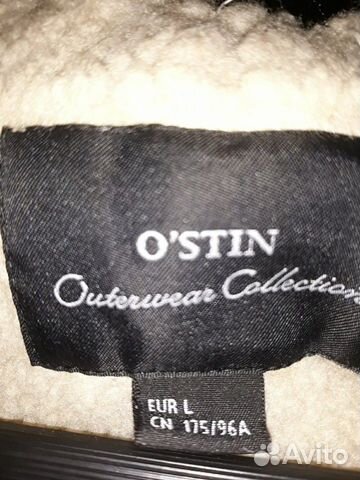 O'STIN
Outerwear Collection
EUR L
CN 175/96A
Avito